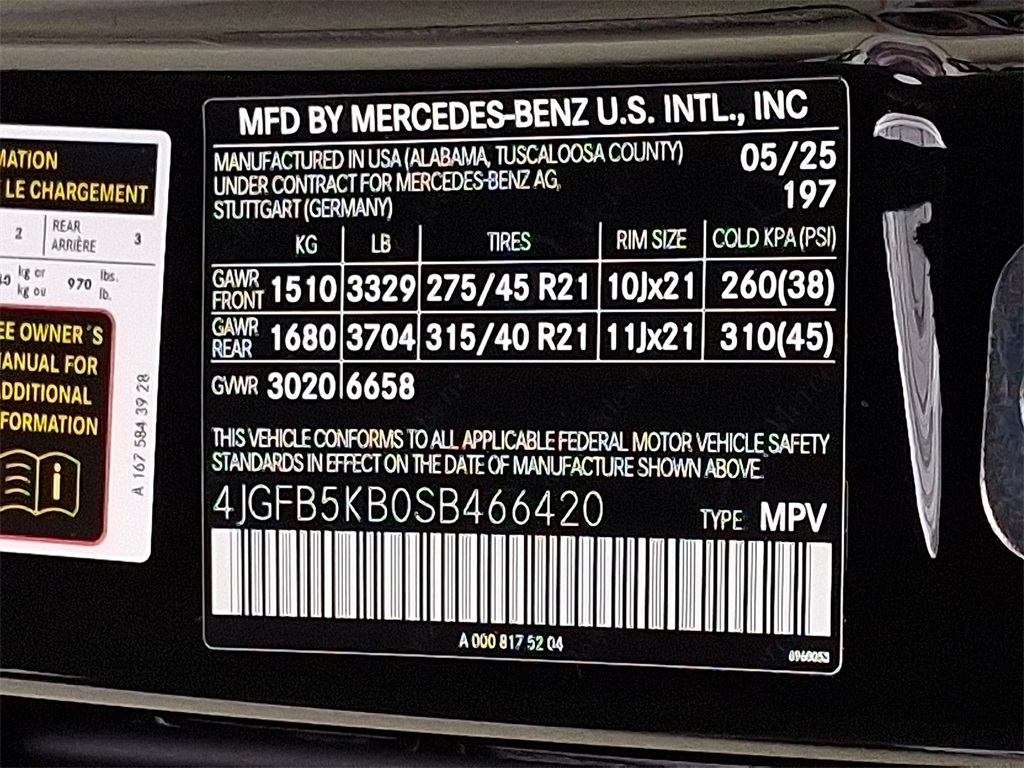 MFD BY MERCEDES-BENZ U.S. INTL., INC
MANUFACTURED IN USA (ALABAMA, TUSCALOOSA COUNTY) 05/25
UNDER CONTRACT FOR MERCEDES-BENZ AG, 197
STUTTGART (GERMANY)
KG LB TIRES RIM SIZE COLD KPA (PSI)
GAWR FRONT 1510 3329 275/45 R21 10Jx21 260(38)
GAWR REAR 1680 3704 315/40 R21 11Jx21 310(45)
GVWR 3020 6658
THIS VEHICLE CONFORMS TO ALL APPLICABLE FEDERAL MOTOR VEHICLE SAFETY
STANDARDS IN EFFECT ON THE DATE OF MANUFACTURE SHOWN ABOVE.
4JGFB5KB0SB466420 TYPE MPV
A 000 817 52 04
LE CHARGEMENT
2 REAR 3
ARRIÈRE
kg or 970 lbs.
kg ou lb.
OWNER'S
FOR
A 167 584 39 28